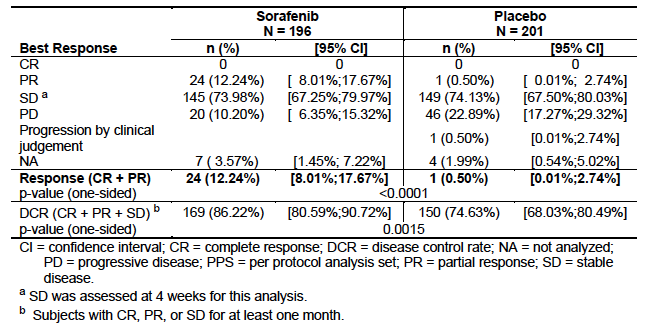 Sorafenib Placebo
N = 196 N = 201
Best Response n (%) [95% CI] n (%) [95% CI]
CR 0 0 0 0
PR 24 (12.24%) [ 8.01%;17.67%] 1 (0.50%) [ 0.01%; 2.74%]
SD a 145 (73.98%) [67.25%;79.97%] 149 (74.13%) [67.50%;80.03%]
PD 20 (10.20%) [ 6.35%;15.32%] 46 (22.89%) [17.27%;29.32%]
Progression by clinical
judgement 1 (0.50%) [0.01%;2.74%]
NA 7 ( 3.57%) [1.45%; 7.22%] 4 (1.99%) [0.54%;5.02%]
Response (CR + PR) 24 (12.24%) [8.01%;17.67%] 1 (0.50%) [0.01%;2.74%]
p-value (one-sided) <0.0001
DCR (CR + PR + SD) b 169 (86.22%) [80.59%;90.72%] 150 (74.63%) [68.03%;80.49%]
p-value (one-sided) 0.0015
CI = confidence interval; CR = complete response; DCR = disease control rate; NA = not analyzed;
PD = progressive disease; PPS = per protocol analysis set; PR = partial response; SD = stable
disease.
a SD was assessed at 4 weeks for this analysis.
b Subjects with CR, PR, or SD for at least one month.